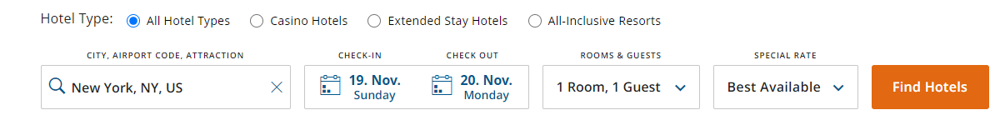 Hotel Type: All Hotel Types Casino Hotels Extended Stay Hotels All-Inclusive Resorts
CITY, AIRPORT CODE, ATTRACTION CHECK-IN CHECK OUT ROOMS & GUESTS SPECIAL RATE
New York, NY, US 19. Nov. Sunday 20. Nov. Monday 1 Room, 1 Guest Best Available Find Hotels